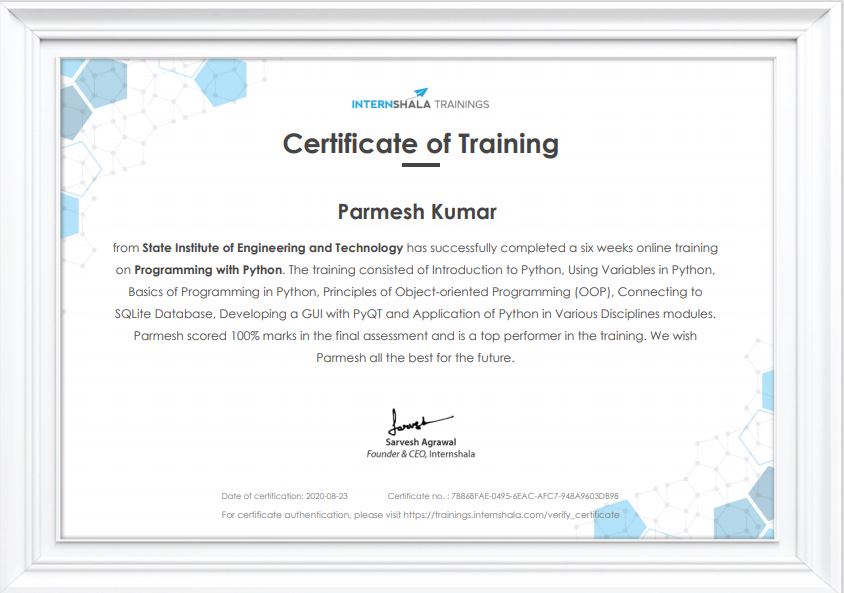 INTERNSHALA TRAININGS
Certificate of Training
Parmesh Kumar
from State Institute of Engineering and Technology has successfully completed a six weeks online training
on Programming with Python. The training consisted of Introduction to Python, Using Variables in Python,
Basics of Programming in Python, Principles of Object-oriented Programming (OOP), Connecting to
SQLite Database, Developing a GUI with PyQT and Application of Python in Various Disciplines modules.
Parmesh scored 100% marks in the final assessment and is a top performer in the training. We wish
Parmesh all the best for the future.
Sarvesh
Sarvesh Agrawal
Founder & CEO, Internshala
Date of certification: 2020-08-23 Certificate no. : 7B86BFAE-0495-6EAC-AFC7-948A9603DB98
For certificate authentication, please visit https://trainings.internshala.com/verify_certificate